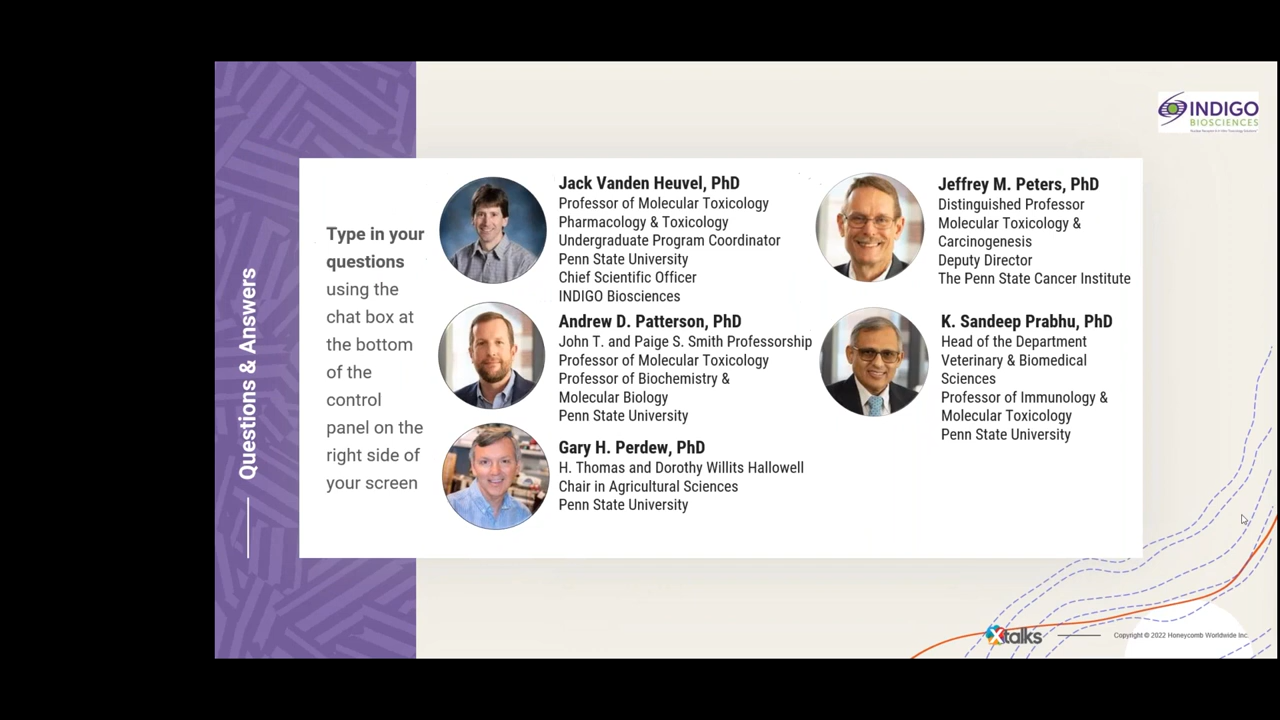 Questions & Answers
Type in your
questions
using the
chat box at
the bottom
of the
control
panel on the
right side of
your screen
Jack Vanden Heuvel, PhD
Professor of Molecular Toxicology
Pharmacology & Toxicology
Undergraduate Program Coordinator
Penn State University
Chief Scientific Officer
INDIGO Biosciences
Andrew D. Patterson, PhD
John T. and Paige S. Smith Professorship
Professor of Molecular Toxicology
Professor of Biochemistry &
Molecular Biology
Penn State University
Gary H. Perdew, PhD
H. Thomas and Dorothy Willits Hallowell
Chair in Agricultural Sciences
Penn State University
Jeffrey M. Peters, PhD
Distinguished Professor
Molecular Toxicology &
Carcinogenesis
Deputy Director
The Penn State Cancer Institute
K. Sandeep Prabhu, PhD
Head of the Department
Veterinary & Biomedical
Sciences
Professor of Immunology &
Molecular Toxicology
Penn State University
INDIGO
BIOSCIENCES
Xtalks
Copyright © 2022 Honeycomb Worldwide Inc.